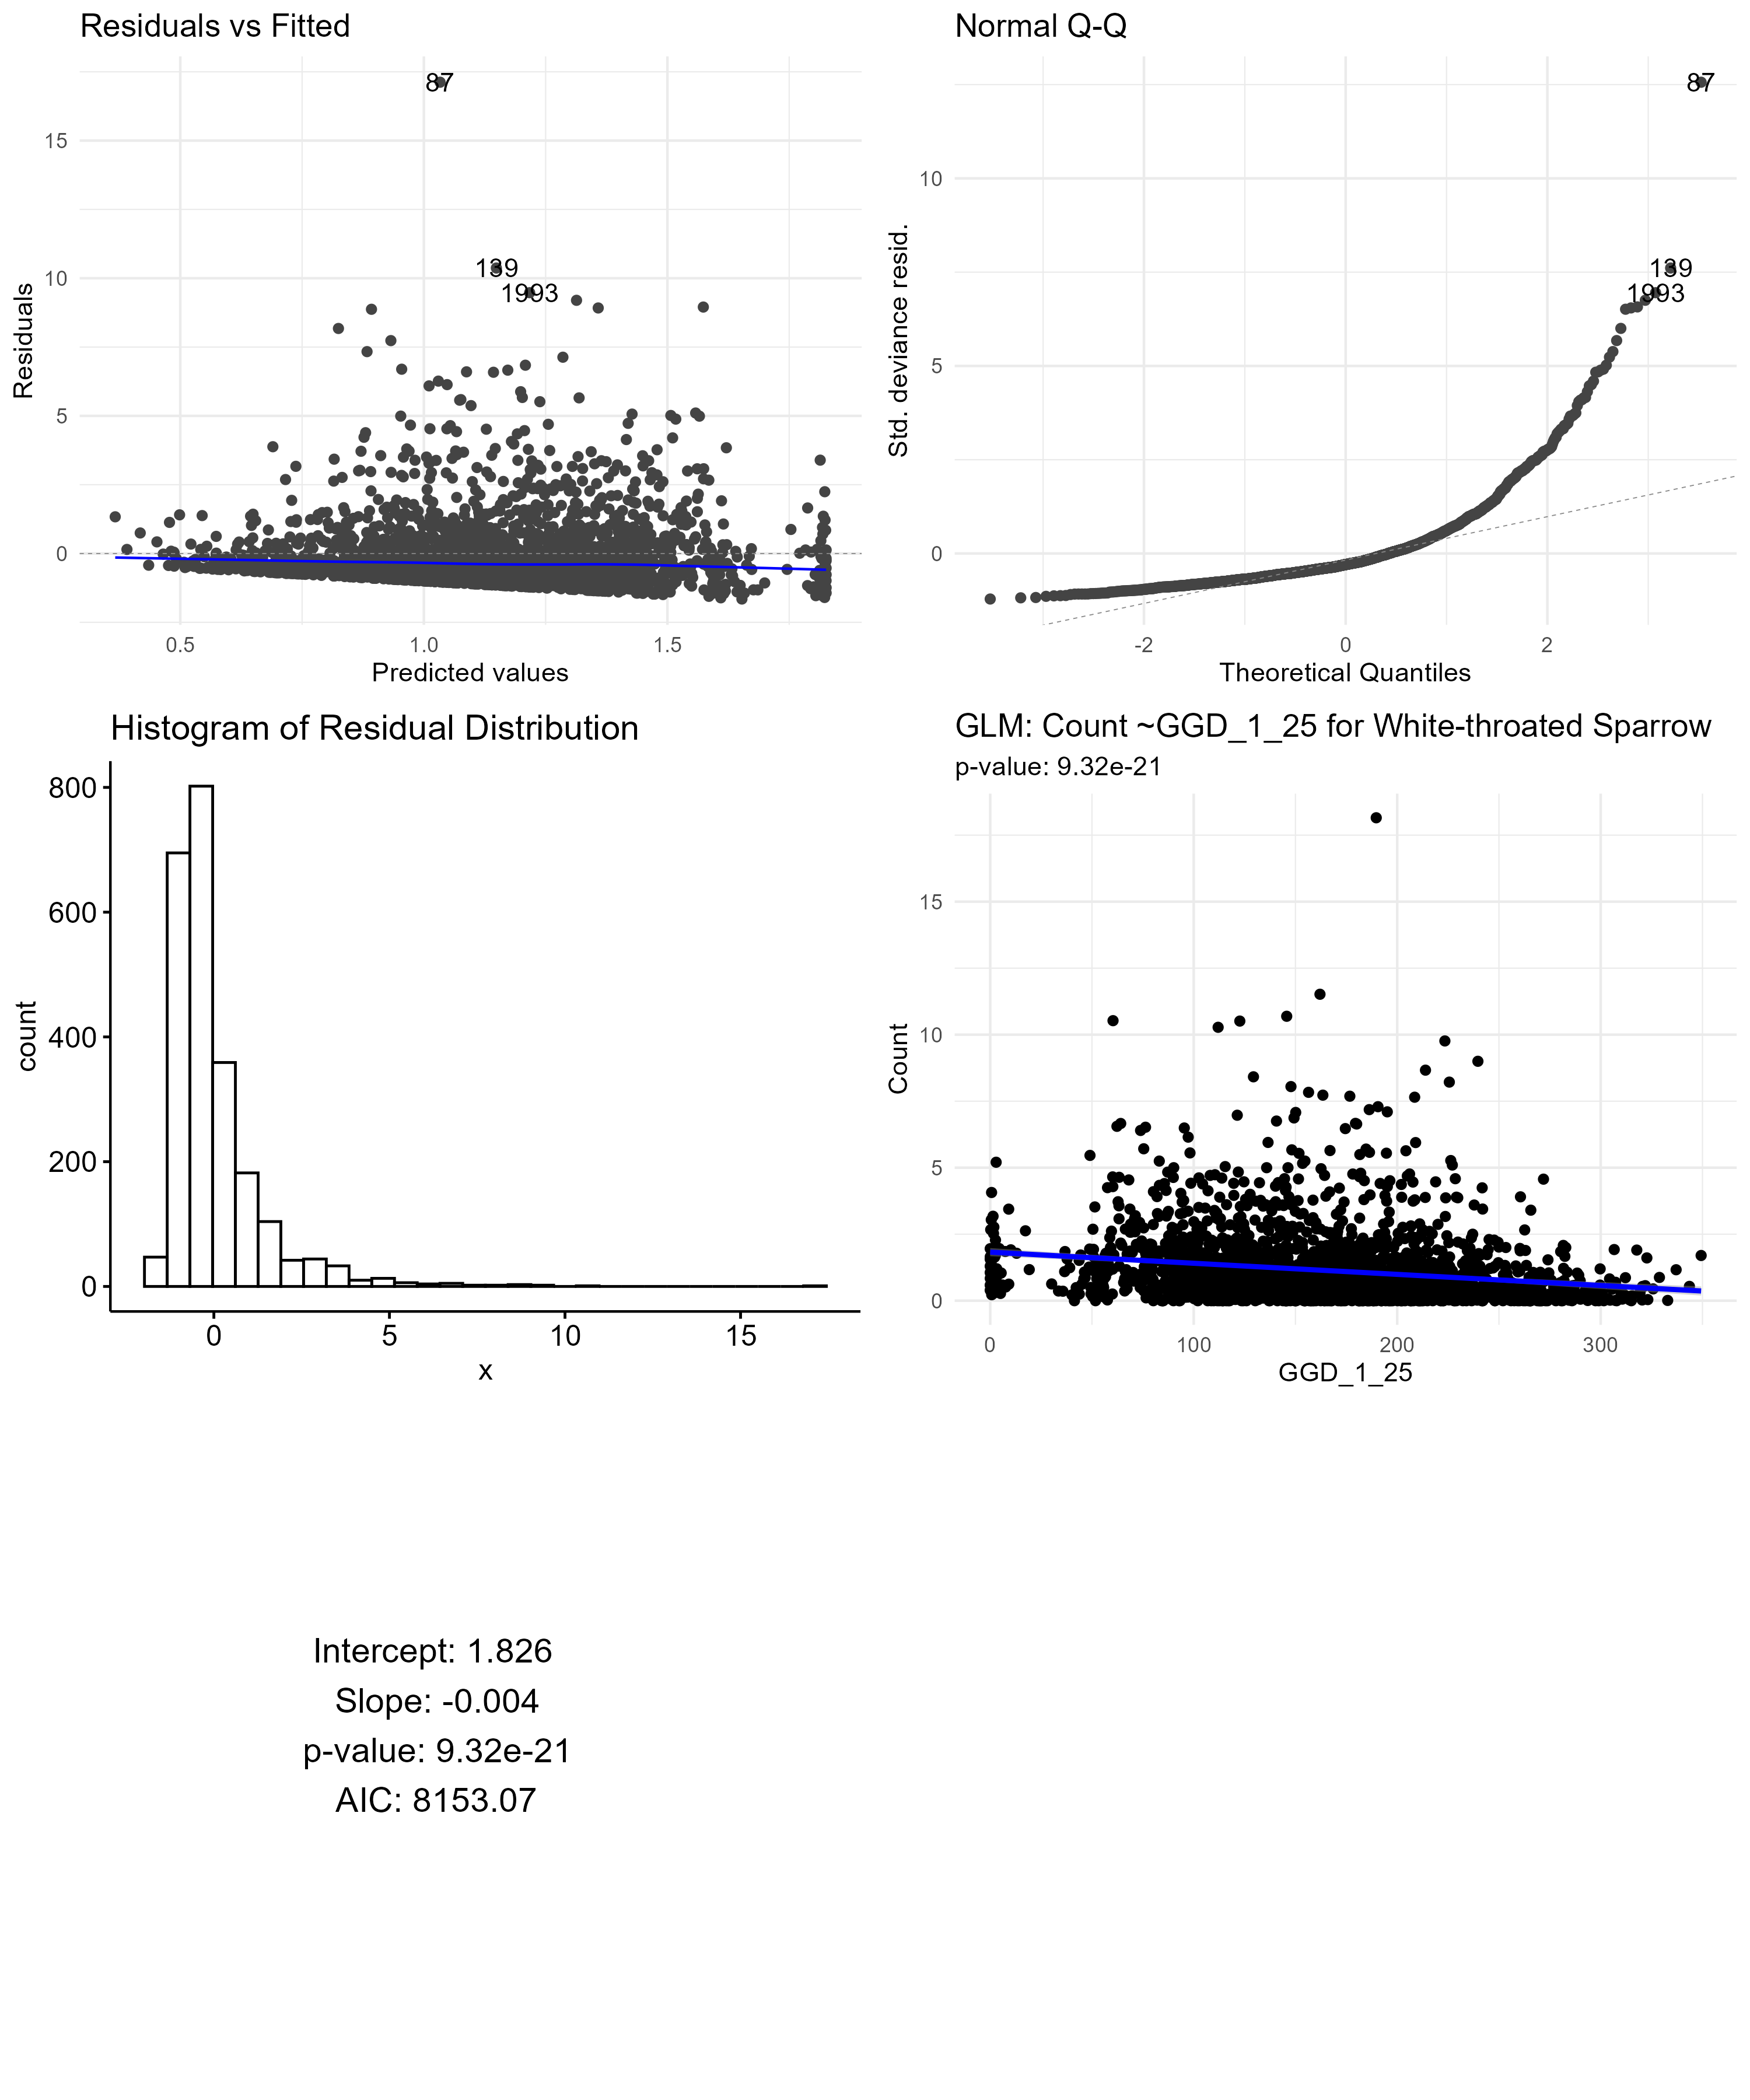 Residuals vs Fitted
87
139
1993
15
10
5
0
0.5 1.0 1.5
Predicted values
Residuals
Normal Q-Q
87
139
1993
10
5
0
-2 0 2
Theoretical Quantiles
Std. deviance resid.
Histogram of Residual Distribution
800
600
400
200
0
0 5 10 15
x
count
GLM: Count ~GGD_1_25 for White-throated Sparrow
p-value: 9.32e-21
15
10
5
0
0 100 200 300
GGD_1_25
Count
Intercept: 1.826
Slope: -0.004
p-value: 9.32e-21
AIC: 8153.07